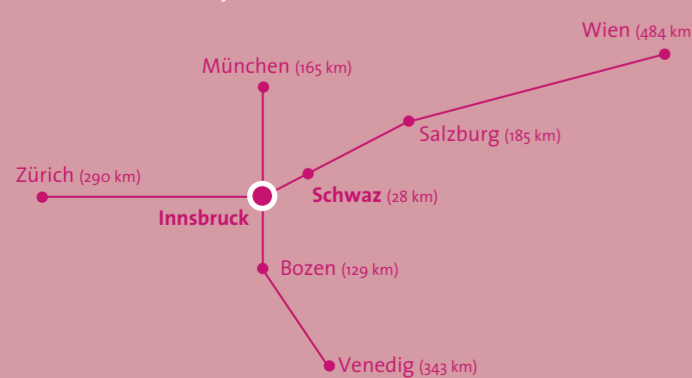 Wien (484 km
München (165 km)
Salzburg (185 km)
Zürich (290 km)
Schwaz (28 km)
Innsbruck
Bozen (129 km)
Venedig (343 km)